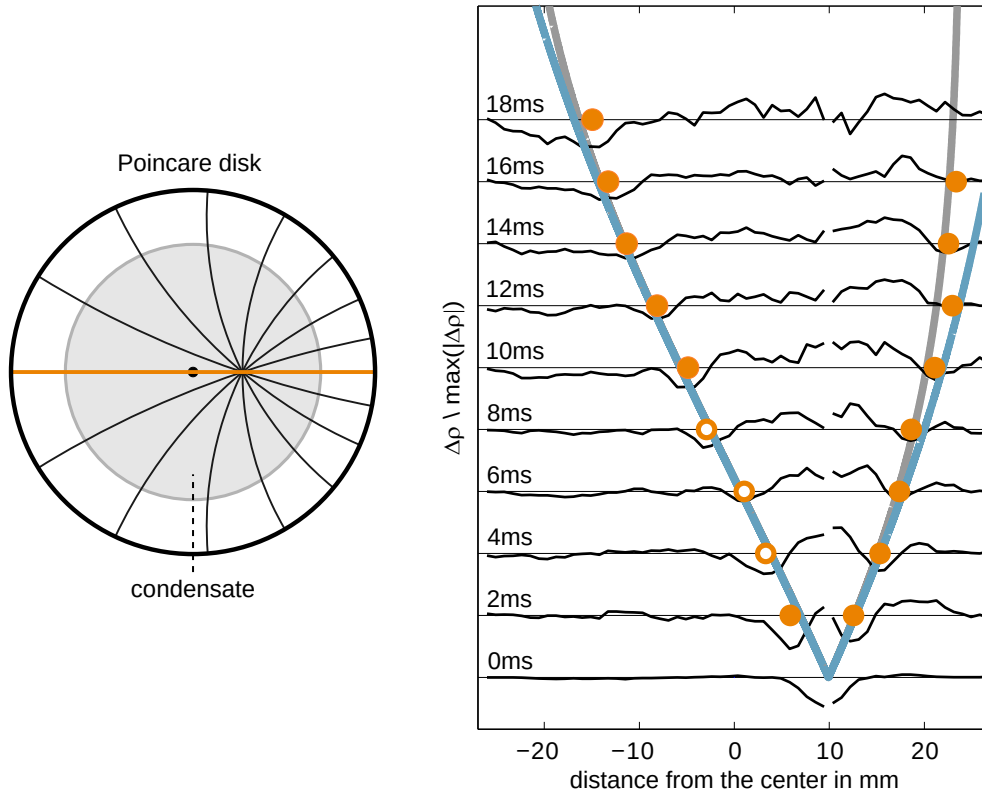 Poincare disk
condensate
Δρ \ max(|Δρ|)
18ms
16ms
14ms
12ms
10ms
8ms
6ms
4ms
2ms
0ms
−20 −10 0 10 20
distance from the center in mm